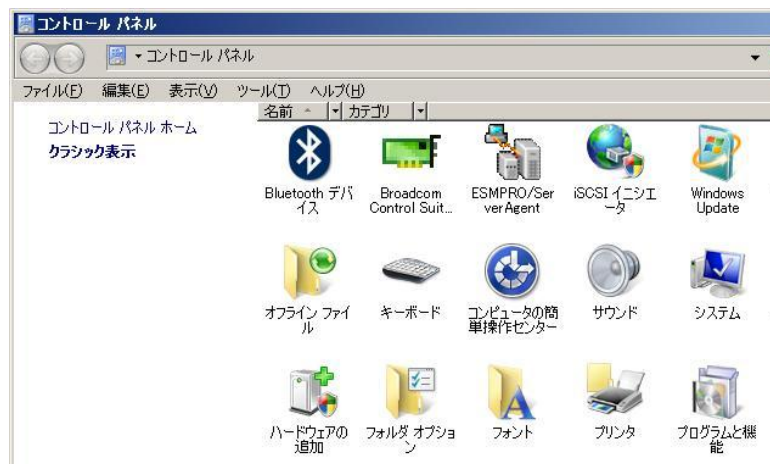 コントロール パネル
コントロール パネル
ファイル(F) 編集(E) 表示(V) ツール(T) ヘルプ(H)
名前 カテゴリ
コントロール パネル ホーム
クラシック表示
Bluetooth デバ
イス
Broadcom
Control Suit...
ESMPRO/Ser
verAgent
iSCSI イニシエ
ータ
Windows
Update
オフライン ファイ
ル
キーボード
コンピュータの簡
単操作センター
サウンド
システム
ハードウェアの
追加
フォルダ オプショ
ン
フォント
プリンタ
プログラムと機
能